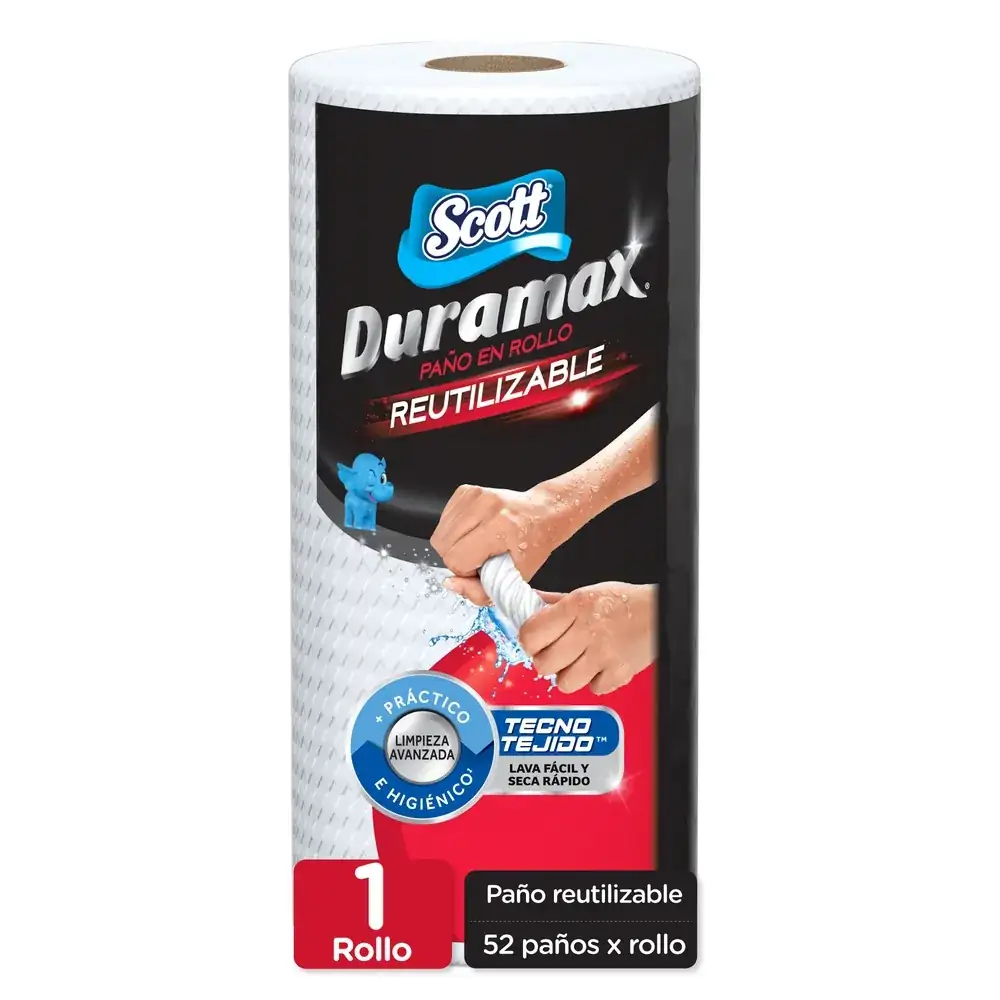 Scott
Duramax®
PAÑO EN ROLLO
REUTILIZABLE
+ PRÁCTICO
LIMPIEZA
AVANZADA
E HIGIÉNICO²
TECNO
TEJIDO™
LAVA FÁCIL Y
SECA RÁPIDO
1
Rollo
Paño reutilizable
52 paños x rollo